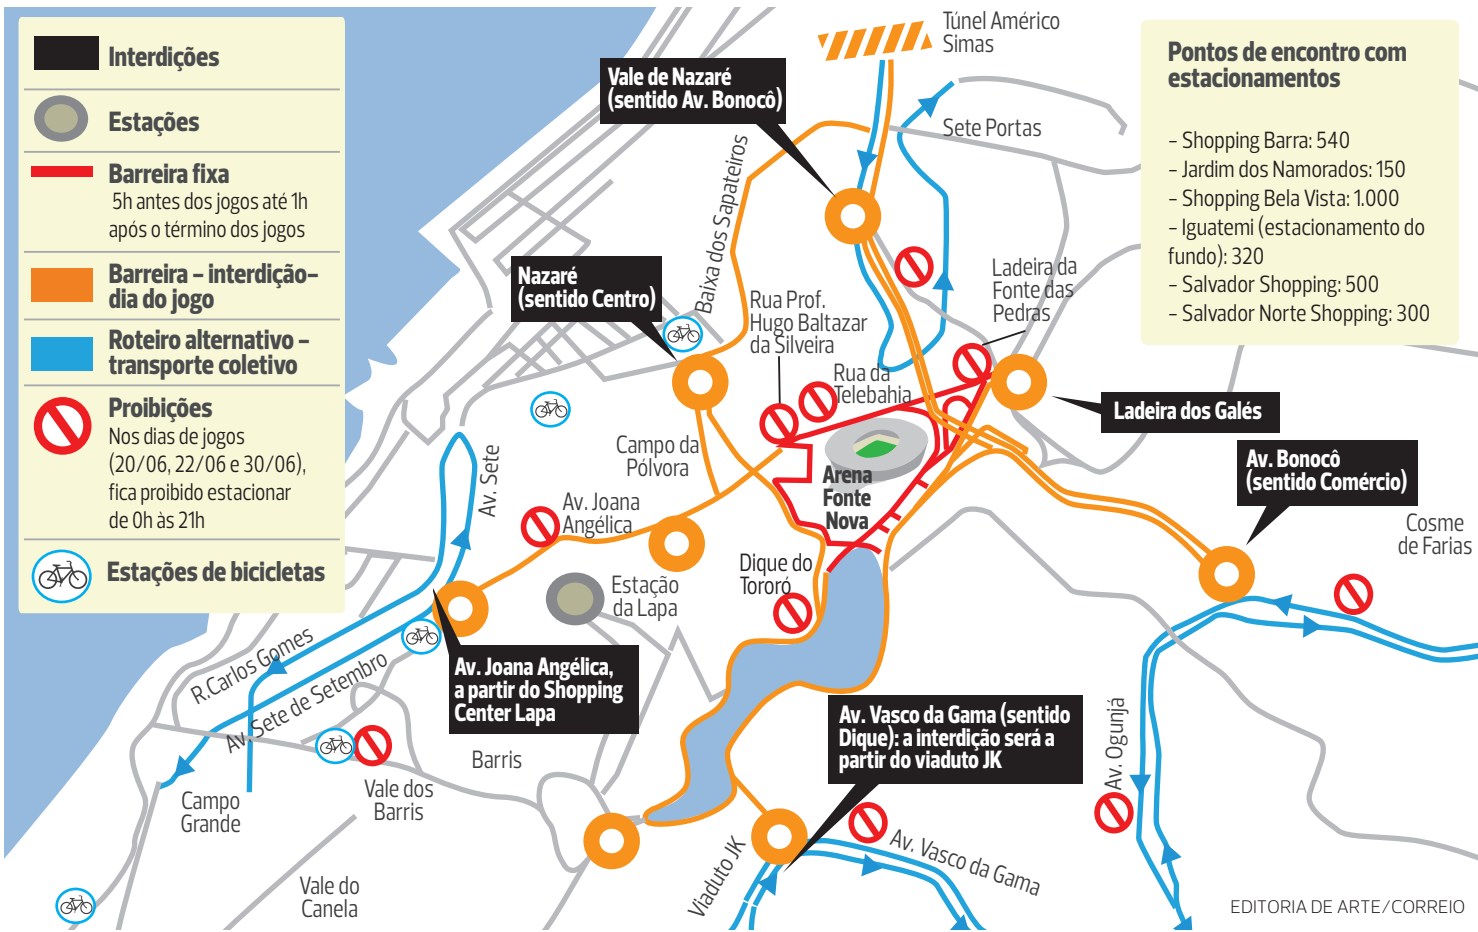 Interdições
Estações
Barreira fixa
5h antes dos jogos até 1h
após o término dos jogos
Barreira – interdição–
dia do jogo
Roteiro alternativo –
transporte coletivo
Proibições
Nos dias de jogos
(20/06, 22/06 e 30/06),
fica proibido estacionar
de 0h às 21h
Estações de bicicletas
Túnel Américo
Simas
Vale de Nazaré
(sentido Av. Bonocô)
Sete Portas
Baixa dos Sapateiros
Nazaré
(sentido Centro)
Rua Prof.
Hugo Baltazar
da Silveira
Ladeira da
Fonte das
Pedras
Rua da
Telebahia
Ladeira dos Galés
Campo da
Pólvora
Av. Sete
Av. Joana
Angélica
Arena
Fonte
Nova
Av. Bonocô
(sentido Comércio)
Cosme
de Farias
Dique do
Tororó
Estação
da Lapa
R.Carlos Gomes
Av. Sete de Setembro
Av. Joana Angélica,
a partir do Shopping
Center Lapa
Av. Vasco da Gama (sentido
Dique): a interdição será a
partir do viaduto JK
Av. Ogunjá
Barris
Campo
Grande
Vale dos
Barris
Vale do
Canela
Viaduto JK
Av. Vasco da Gama
Pontos de encontro com
estacionamentos
– Shopping Barra: 540
– Jardim dos Namorados: 150
– Shopping Bela Vista: 1.000
– Iguatemi (estacionamento do
fundo): 320
– Salvador Shopping: 500
– Salvador Norte Shopping: 300
EDITORIA DE ARTE/CORREIO